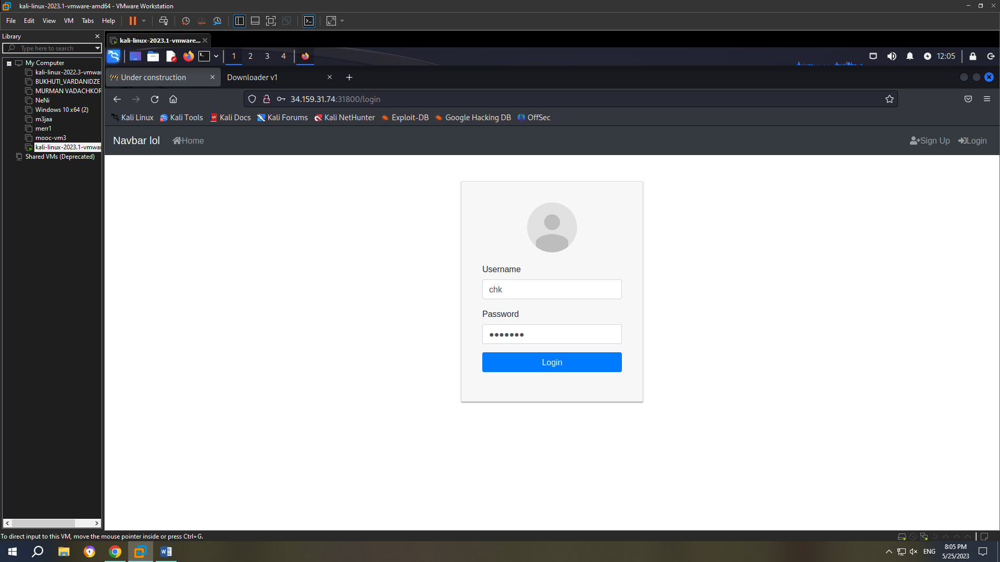 kali-linux-2023.1-vmware-amd64 - VMware Workstation
File Edit View VM Tabs Help
Library
Type here to search
My Computer
kali-linux-2022.3-vmwar
BUKHUTI_VARDANIDZE
MURMAN VADACHKOR
NeNi
Windows 10 x64 (2)
m3jaa
merr1
mooc-vm3
kali-linux-2023.1-vmwar
Shared VMs (Deprecated)
kali-linux-2023.1-vmware...
1 2 3 4
12:05
Under construction
Downloader v1
34.159.31.74:31800/login
Kali Linux Kali Tools Kali Docs Kali Forums Kali NetHunter Exploit-DB Google Hacking DB OffSec
Navbar lol Home Sign Up Login
Username
chk
Password
Login
To direct input to this VM, move the mouse pointer inside or press Ctrl+G.
ENG
8:05 PM
5/25/2023